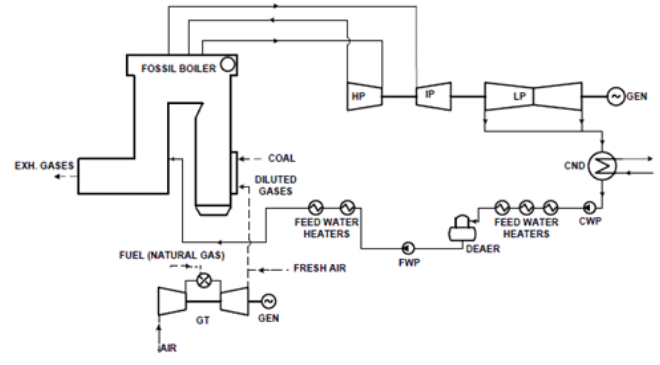 FOSSIL BOILER
HP
IP
LP
GEN
EXH. GASES
COAL
DILUTED
GASES
CND
FEED WATER
HEATERS
FEED WATER
HEATERS
CWP
DEAER
FWP
FUEL (NATURAL GAS)
FRESH AIR
GT
GEN
AIR